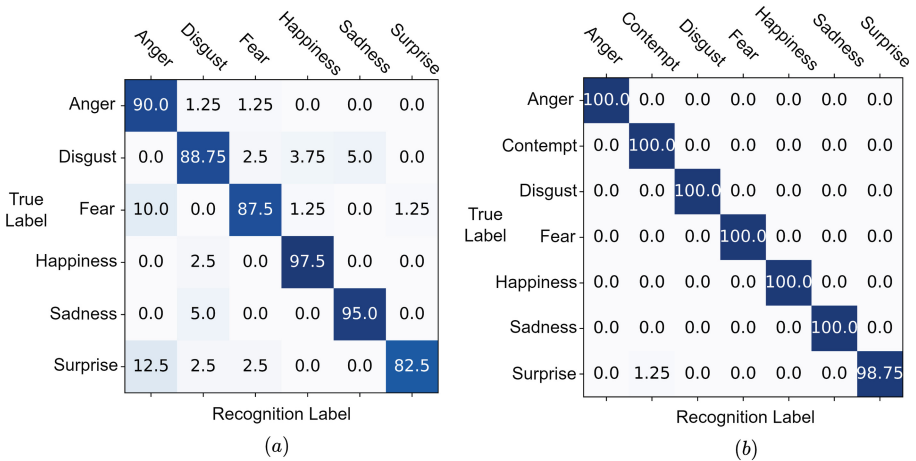 Anger Disgust Fear Happiness Sadness Surprise
Anger 90.0 1.25 1.25 0.0 0.0 0.0
Disgust 0.0 88.75 2.5 3.75 5.0 0.0
Fear 10.0 0.0 87.5 1.25 0.0 1.25
Happiness 0.0 2.5 0.0 97.5 0.0 0.0
Sadness 0.0 5.0 0.0 0.0 95.0 0.0
Surprise 12.5 2.5 2.5 0.0 0.0 82.5
True
Label
Recognition Label
(a)
Anger Contempt Disgust Fear Happiness Sadness Surprise
Anger 100.0 0.0 0.0 0.0 0.0 0.0 0.0
Contempt 0.0 100.0 0.0 0.0 0.0 0.0 0.0
Disgust 0.0 0.0 100.0 0.0 0.0 0.0 0.0
Fear 0.0 0.0 0.0 100.0 0.0 0.0 0.0
Happiness 0.0 0.0 0.0 0.0 100.0 0.0 0.0
Sadness 0.0 0.0 0.0 0.0 0.0 100.0 0.0
Surprise 0.0 1.25 0.0 0.0 0.0 0.0 98.75
True
Label
Recognition Label
(b)